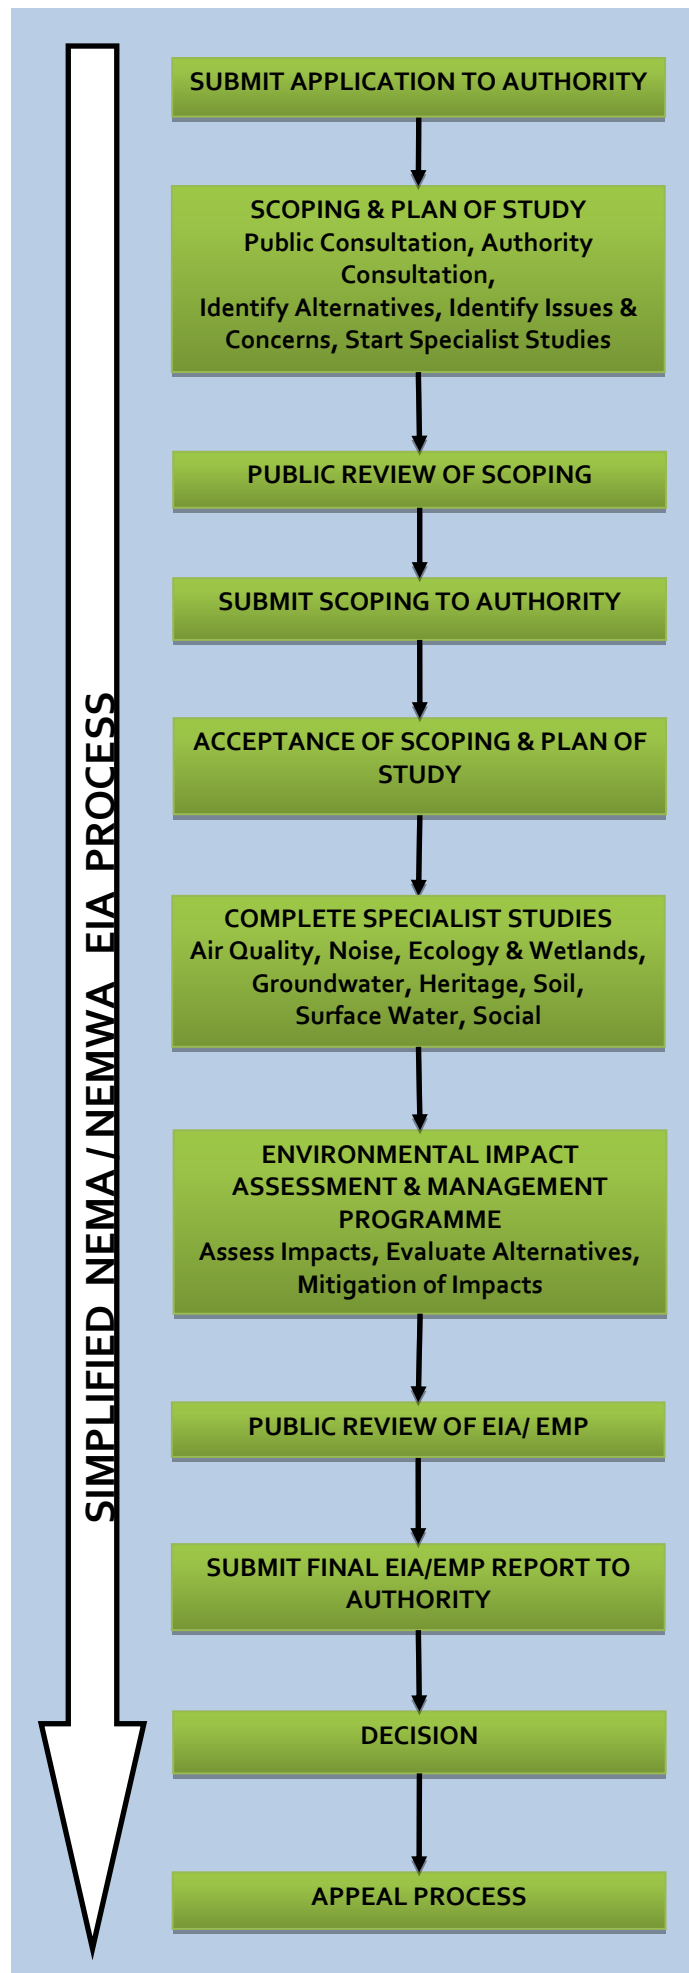 SUBMIT APPLICATION TO AUTHORITY
SCOPING & PLAN OF STUDY
Public Consultation, Authority
Consultation,
Identify Alternatives, Identify Issues &
Concerns, Start Specialist Studies
PUBLIC REVIEW OF SCOPING
SUBMIT SCOPING TO AUTHORITY
ACCEPTANCE OF SCOPING & PLAN OF
STUDY
COMPLETE SPECIALIST STUDIES
Air Quality, Noise, Ecology & Wetlands,
Groundwater, Heritage, Soil,
Surface Water, Social
ENVIRONMENTAL IMPACT
ASSESSMENT & MANAGEMENT
PROGRAMME
Assess Impacts, Evaluate Alternatives,
Mitigation of Impacts
PUBLIC REVIEW OF EIA/ EMP
SUBMIT FINAL EIA/EMP REPORT TO
AUTHORITY
DECISION
APPEAL PROCESS
SIMPLIFIED NEMA / NEMWA EIA PROCESS